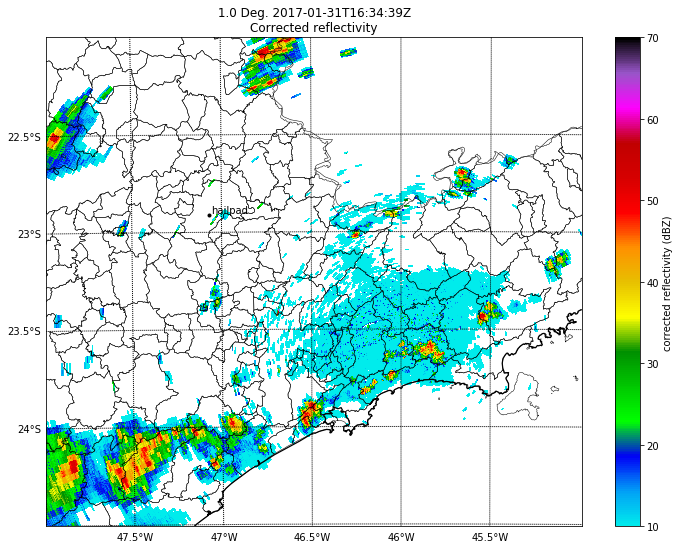 1.0 Deg. 2017-01-31T16:34:39Z
Corrected reflectivity
22.5°S
23°S
23.5°S
24°S
hailpad
47.5°W
47°W
46.5°W
46°W
45.5°W
70
60
50
40
30
20
10
corrected reflectivity (dBZ)